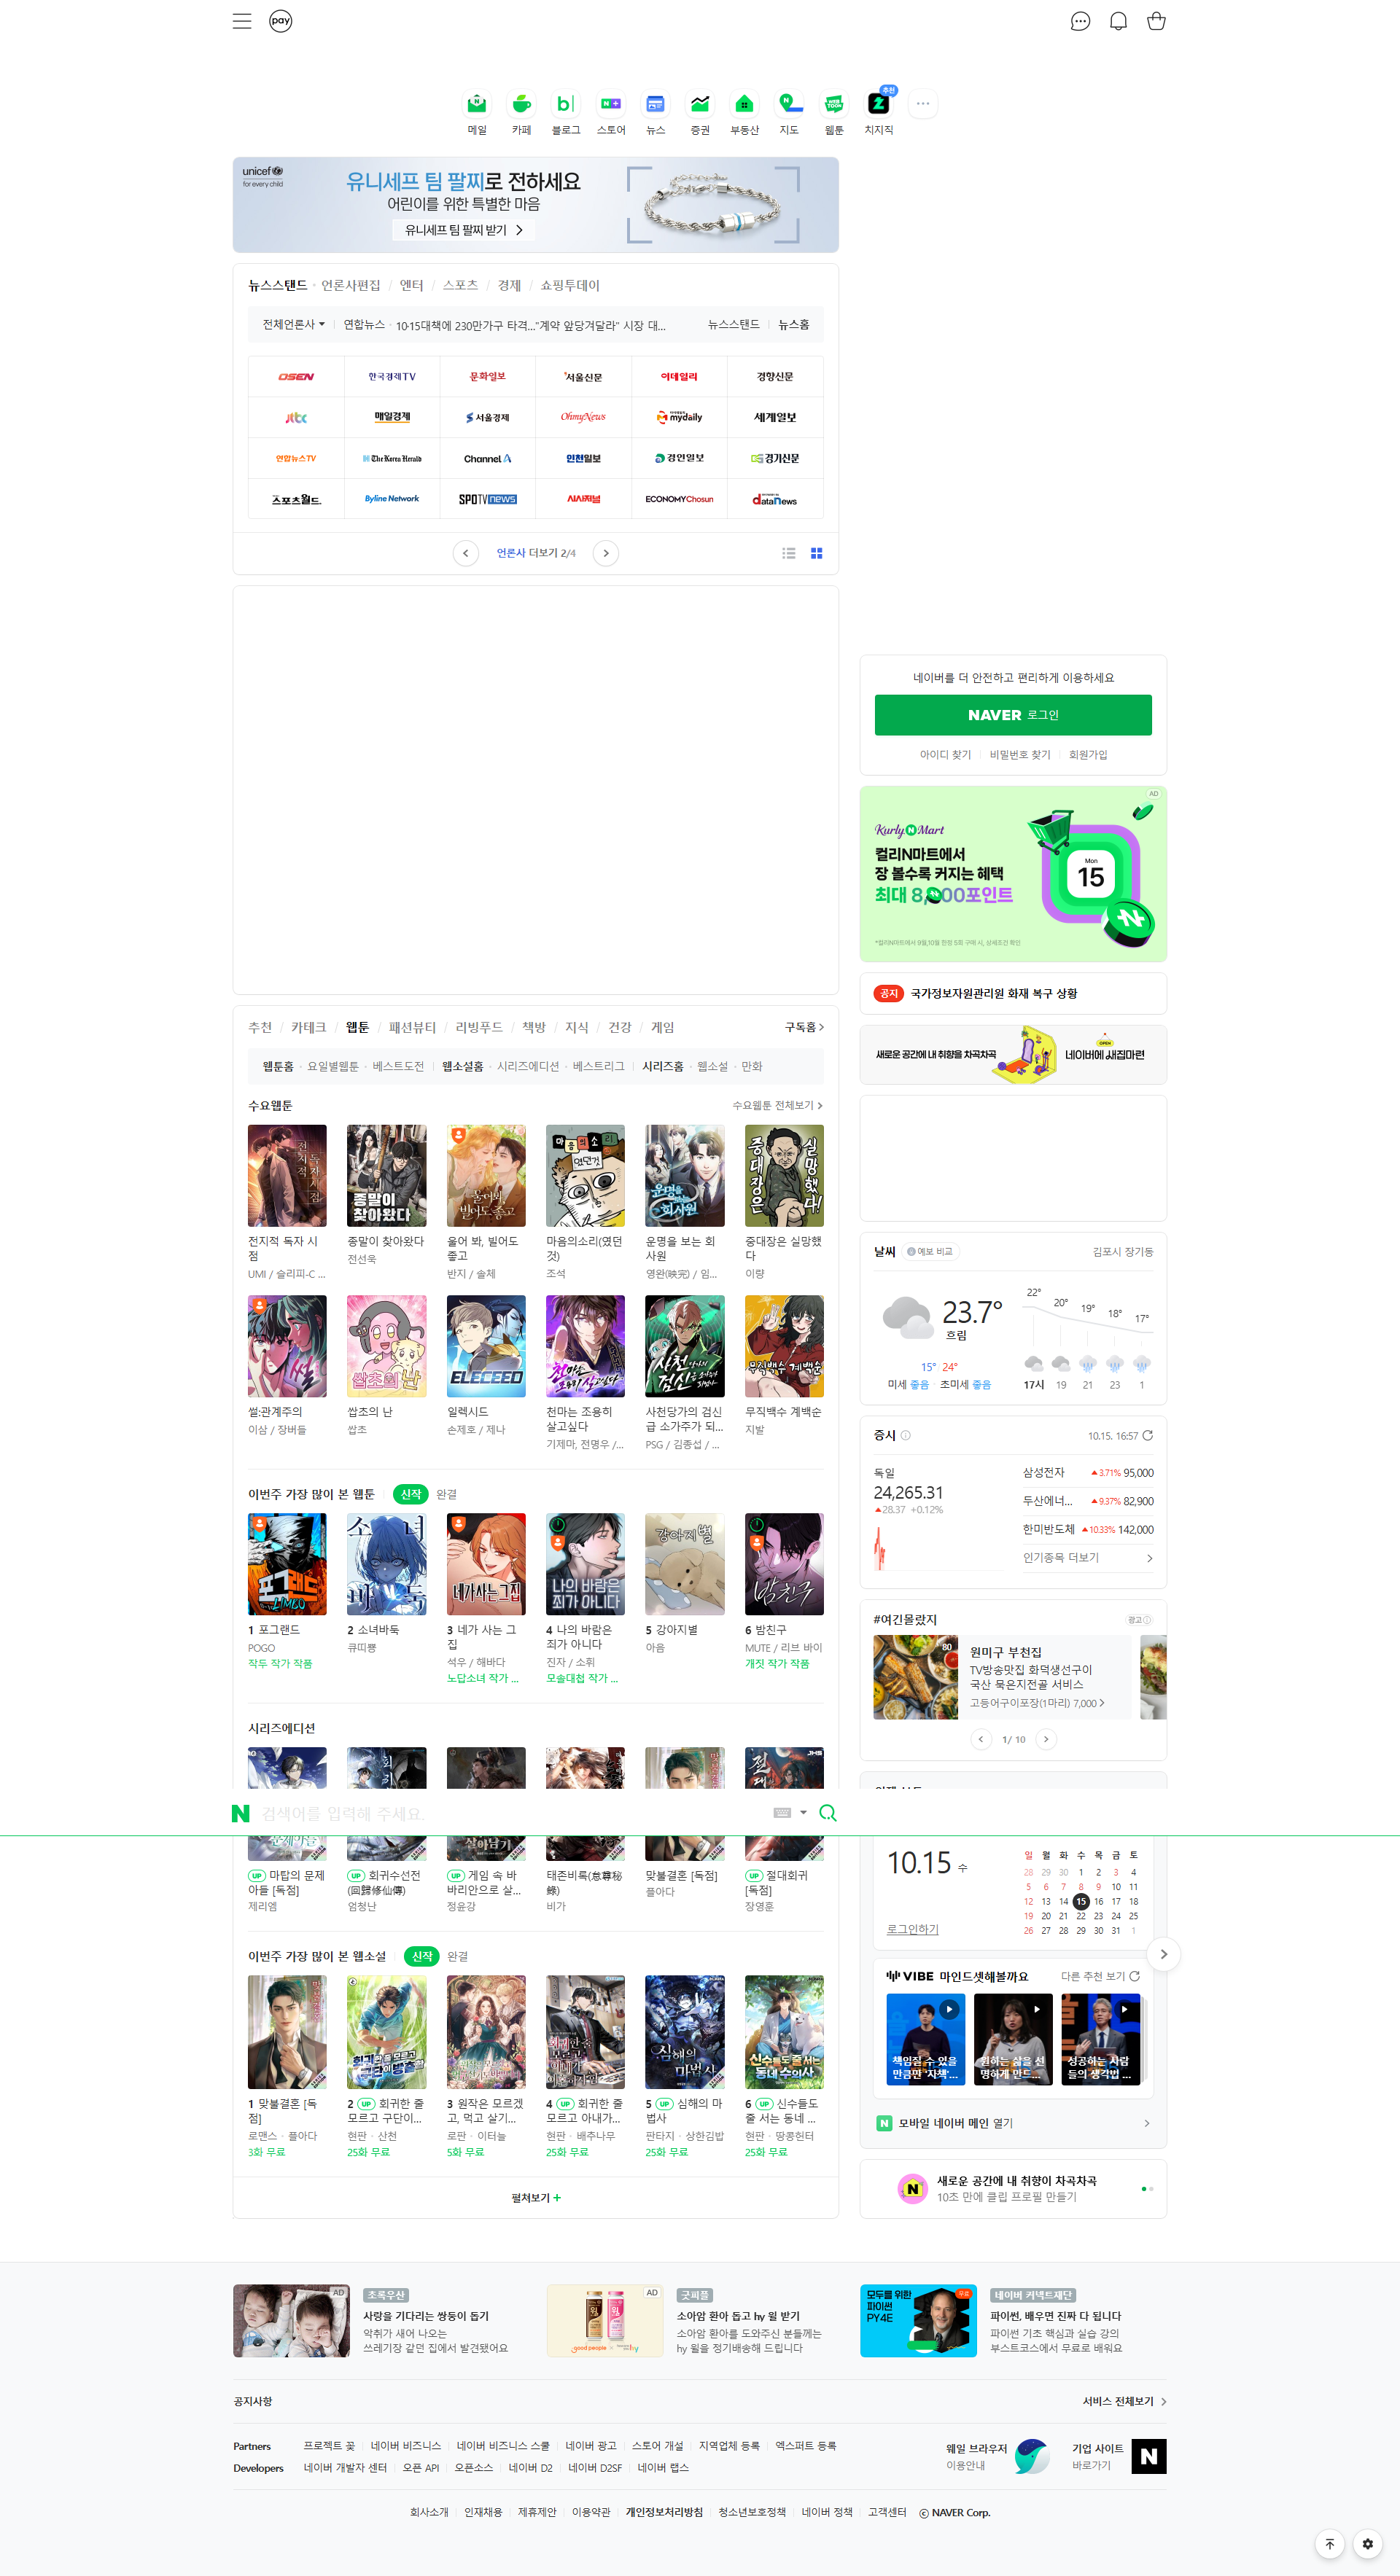 pay
메일
카페
블로그
스토어
뉴스
증권
부동산
지도
웹툰
치지직
추천
unicef
for every child
유니세프 팀 팔찌로 전하세요
어린이를 위한 특별한 마음
유니세프 팀 팔찌 받기
뉴스스탠드 · 언론사편집 / 엔터 / 스포츠 / 경제 / 쇼핑투데이
전체언론사 연합뉴스 · 10·15대책에 230만가구 타격..."계약 앞당겨달라" 시장 대... 뉴스스탠드 뉴스홈
OSEN 한국경제TV 문화일보 서울신문 이데일리 경향신문
jtbc 매일경제 서울경제 OhmyNews mydaily 세계일보
연합뉴스TV The Korea Herald Channel A 인천일보 경인일보 경기신문
스포츠월드 Byline Network SPOTV news 시사저널 ECONOMYChosun dataNews
언론사 더보기 2/4
네이버를 더 안전하고 편리하게 이용하세요
NAVER 로그인
아이디 찾기 비밀번호 찾기 회원가입
AD
Kurly N Mart
컬리N마트에서
장 볼수록 커지는 혜택
최대 8,000포인트
Mon
15
*컬리N마트에서 9월,10월 한정 5회 구매 시, 상세조건 확인
공지 국가정보자원관리원 화재 복구 상황
새로운 공간에 내 취향을 차곡차곡
OPEN
네이버에 새집마련
추천 / 카테크 / 웹툰 / 패션뷰티 / 리빙푸드 / 책방 / 지식 / 건강 / 게임 구독홈
웹툰홈 · 요일별웹툰 · 베스트도전 웹소설홈 · 시리즈에디션 · 베스트리그 시리즈홈 · 웹소설 · 만화
수요웹툰 수요웹툰 전체보기
전지적 독자 시점
UMI / 슬리피-C ...
종말이 찾아왔다
전선욱
울어 봐, 빌어도 좋고
반지 / 솔체
마음의소리(였던 것)
조석
운명을 보는 회사원
영완(映完) / 임...
중대장은 실망했다
이량
썰:관계주의
이삼 / 장버들
쌉초의 난
쌉초
ELECEED
일렉시드
손제호 / 제나
천마는 조용히 살고싶다
기제마, 전명우 /...
사천당가의 검신급 소가주가 되...
PSG / 김종섭 / ...
무직백수 계백순
지발
날씨 예보 비교 김포시 장기동
23.7°
흐림
15° 24°
미세 좋음 · 초미세 좋음
22° 20° 19° 18° 17°
17시 19 21 23 1
증시 10.15. 16:57
독일
24,265.31
28.37 +0.12%
삼성전자 3.71% 95,000
두산에너... 9.37% 82,900
한미반도체 10.33% 142,000
인기종목 더보기
이번주 가장 많이 본 웹툰 신작 완결
1 포그랜드
POGO
작두 작가 작품
2 소녀바둑
큐띠뿅
3 네가 사는 그 집
석우 / 해바다
노답소녀 작가 ...
4 나의 바람은 죄가 아니다
진자 / 소휘
모솔대첩 작가 ...
5 강아지별
아음
6 밤친구
MUTE / 리브 바이
개짓 작가 작품
#여긴몰랐지 광고
80
원미구 부천집
TV방송맛집 화덕생선구이
국산 묵은지전골 서비스
고등어구이포장(1마리) 7,000
1/ 10
시리즈에디션
N 검색어를 입력해 주세요.
UP 마탑의 문제아들 [독점]
제리엠
UP 회귀수선전(回歸修仙傳)
엄청난
UP 게임 속 바바리안으로 살...
정윤강
태존비록(怠尊秘錄)
비가
맞불결혼 [독점]
플아다
UP 절대회귀 [독점]
장영훈
10.15 수
로그인하기
일 월 화 수 목 금 토
28 29 30 1 2 3 4
5 6 7 8 9 10 11
12 13 14 15 16 17 18
19 20 21 22 23 24 25
26 27 28 29 30 31 1
VIBE 마인드셋해볼까요 다른 추천 보기
책임질 수 있을 만큼만 '자책'...
원하는 삶을 선명하게 만드...
성공하는 사람들의 생각법 ...
모바일 네이버 메인 열기
이번주 가장 많이 본 웹소설 신작 완결
1 맞불결혼 [독점]
로맨스 · 플아다
3화 무료
2 UP 회귀한 줄 모르고 구단이...
현판 · 산천
25화 무료
3 원작은 모르겠고, 먹고 살기...
로판 · 이터늘
5화 무료
4 UP 회귀한 줄 모르고 아내가...
현판 · 배추나무
25화 무료
5 UP 심해의 마법사
판타지 · 상한김밥
25화 무료
6 UP 신수들도 줄 서는 동네 ...
현판 · 땅콩헌터
25화 무료
펼쳐보기
새로운 공간에 내 취향이 차곡차곡
10초 만에 클립 프로필 만들기
AD
초록우산
사랑을 기다리는 쌍둥이 돕기
악취가 새어 나오는
쓰레기장 같던 집에서 발견됐어요
AD
굿피플
소아암 환아 돕고 hy 윌 받기
소아암 환아를 도와주신 분들께는
hy 윌을 정기배송해 드립니다
모두를 위한
파이썬
PY4E
무료
네이버 커넥트재단
파이썬, 배우면 진짜 다 됩니다
파이썬 기초 핵심과 실습 강의
부스트코스에서 무료로 배워요
공지사항 서비스 전체보기
Partners 프로젝트 꽃 네이버 비즈니스 네이버 비즈니스 스쿨 네이버 광고 스토어 개설 지역업체 등록 엑스퍼트 등록
Developers 네이버 개발자 센터 오픈 API 오픈소스 네이버 D2 네이버 D2SF 네이버 랩스
웨일 브라우저
이용안내
기업 사이트
바로가기
회사소개 인재채용 제휴제안 이용약관 개인정보처리방침 청소년보호정책 네이버 정책 고객센터 ⓒ NAVER Corp.